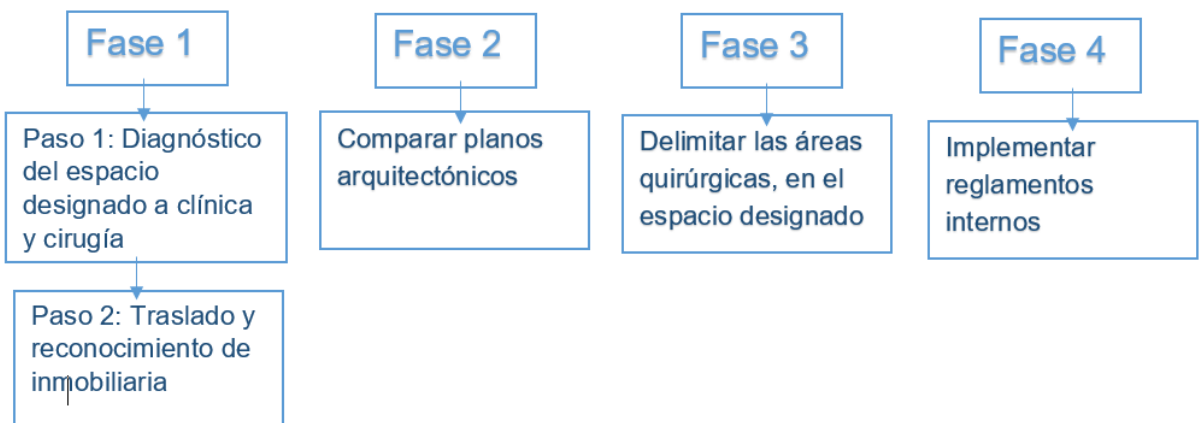 Fase 1
Paso 1: Diagnóstico
del espacio
designado a clínica
y cirugía
Paso 2: Traslado y
reconocimiento de
inmobiliaria
Fase 2
Comparar planos
arquitectónicos
Fase 3
Delimitar las áreas
quirúrgicas, en el
espacio designado
Fase 4
Implementar
reglamentos
internos